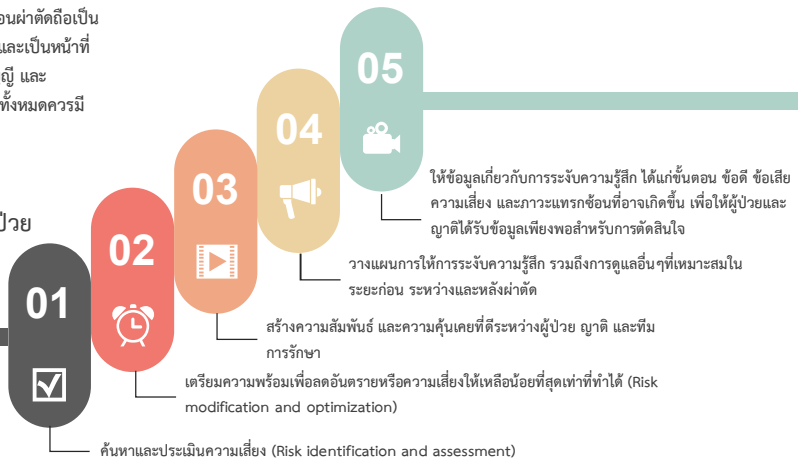 อนผ่าตัดถือเป็น
และเป็นหน้าที่
ญี และ
ทั้งหมดควรมี
ป่วย
01
02
03
04
05
ให้ข้อมูลเกี่ยวกับการระงับความรู้สึก ได้แก่ขั้นตอน ข้อดี ข้อเสีย
ความเสี่ยง และภาวะแทรกซ้อนที่อาจเกิดขึ้น เพื่อให้ผู้ป่วยและ
ญาติได้รับข้อมูลเพียงพอสำหรับการตัดสินใจ
วางแผนการให้การระงับความรู้สึก รวมถึงการดูแลอื่นๆที่เหมาะสมใน
ระยะก่อน ระหว่างและหลังผ่าตัด
สร้างความสัมพันธ์ และความคุ้นเคยที่ดีระหว่างผู้ป่วย ญาติ และทีม
การรักษา
เตรียมความพร้อมเพื่อลดอันตรายหรือความเสี่ยงให้เหลือน้อยที่สุดเท่าที่ทำได้ (Risk
modification and optimization)
ค้นหาและประเมินความเสี่ยง (Risk identification and assessment)